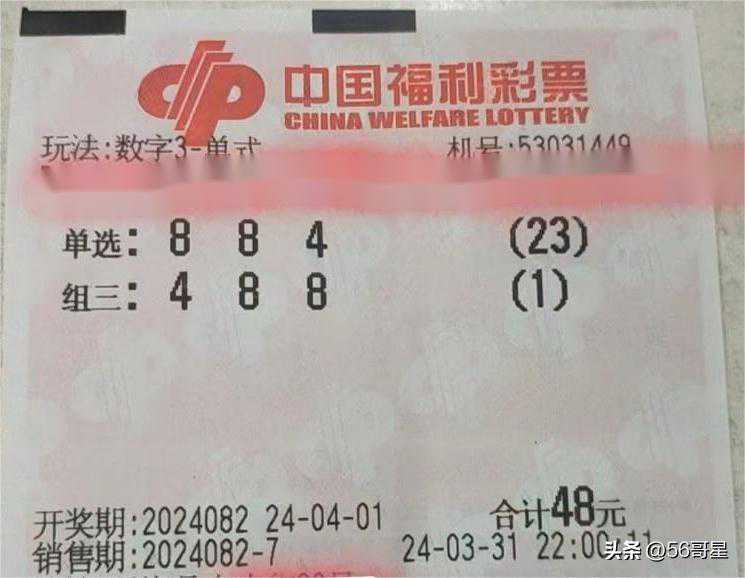 中国福利彩票
CHINA WELFARE LOTTERY
玩法:数字3-单式 机号:53031449
单选: 8 8 4 (23)
组三: 4 8 8 (1)
开奖期:2024082 24-04-01 合计48元
销售期:2024082-7 24-03-31 22:00
头条 @56哥星